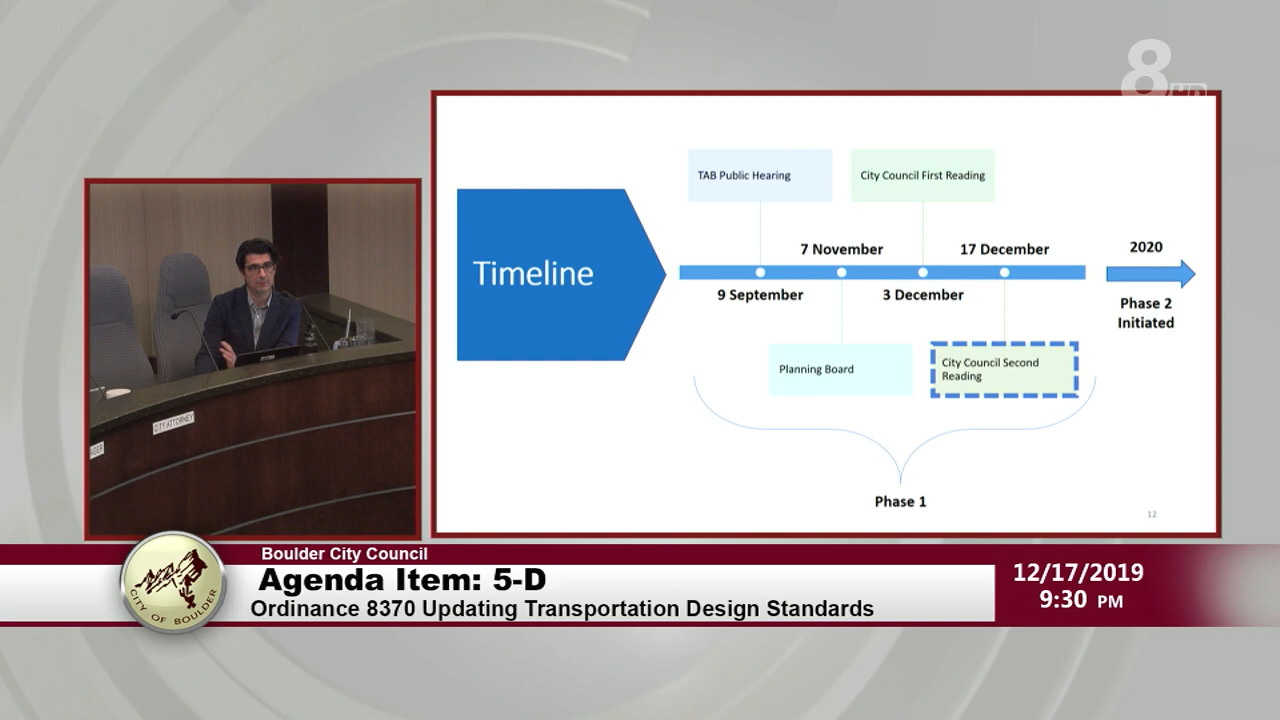 8
HD
TAB Public Hearing
City Council First Reading
Timeline
7 November
17 December
2020
9 September
3 December
Phase 2
Initiated
Planning Board
City Council Second
Reading
Phase 1
12
CITY ATTORNEY
Boulder City Council
Agenda Item: 5-D
Ordinance 8370 Updating Transportation Design Standards
12/17/2019
9:30 PM
CITY OF BOULDER